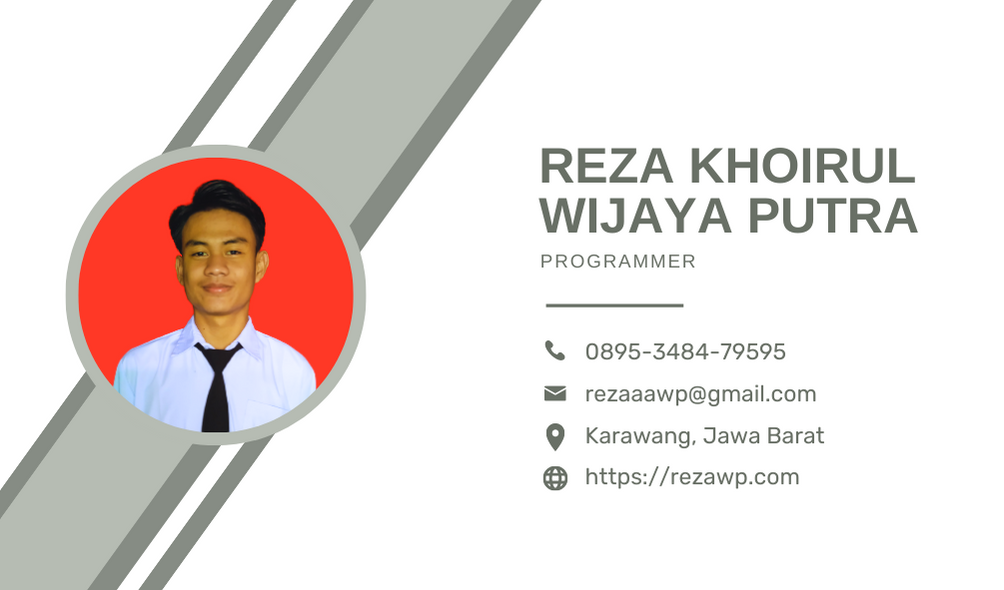 REZA KHOIRUL
WIJAYA PUTRA
PROGRAMMER
0895-3484-79595
rezaaawp@gmail.com
Karawang, Jawa Barat
https://rezawp.com